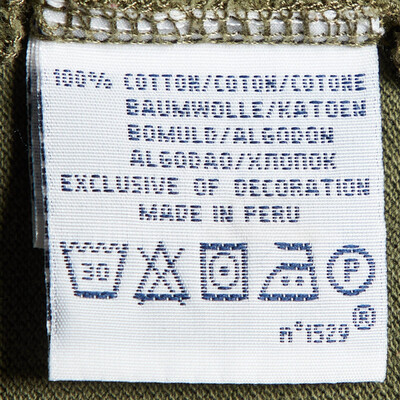 100% COTTON/COTON/COTONE
BAUMWOLLE/KATOEN
BOMULD/ALGODON
ALGODAO/ХЛОПОК
EXCLUSIVE OF DECORATION
MADE IN PERU
30 P
n°1529®